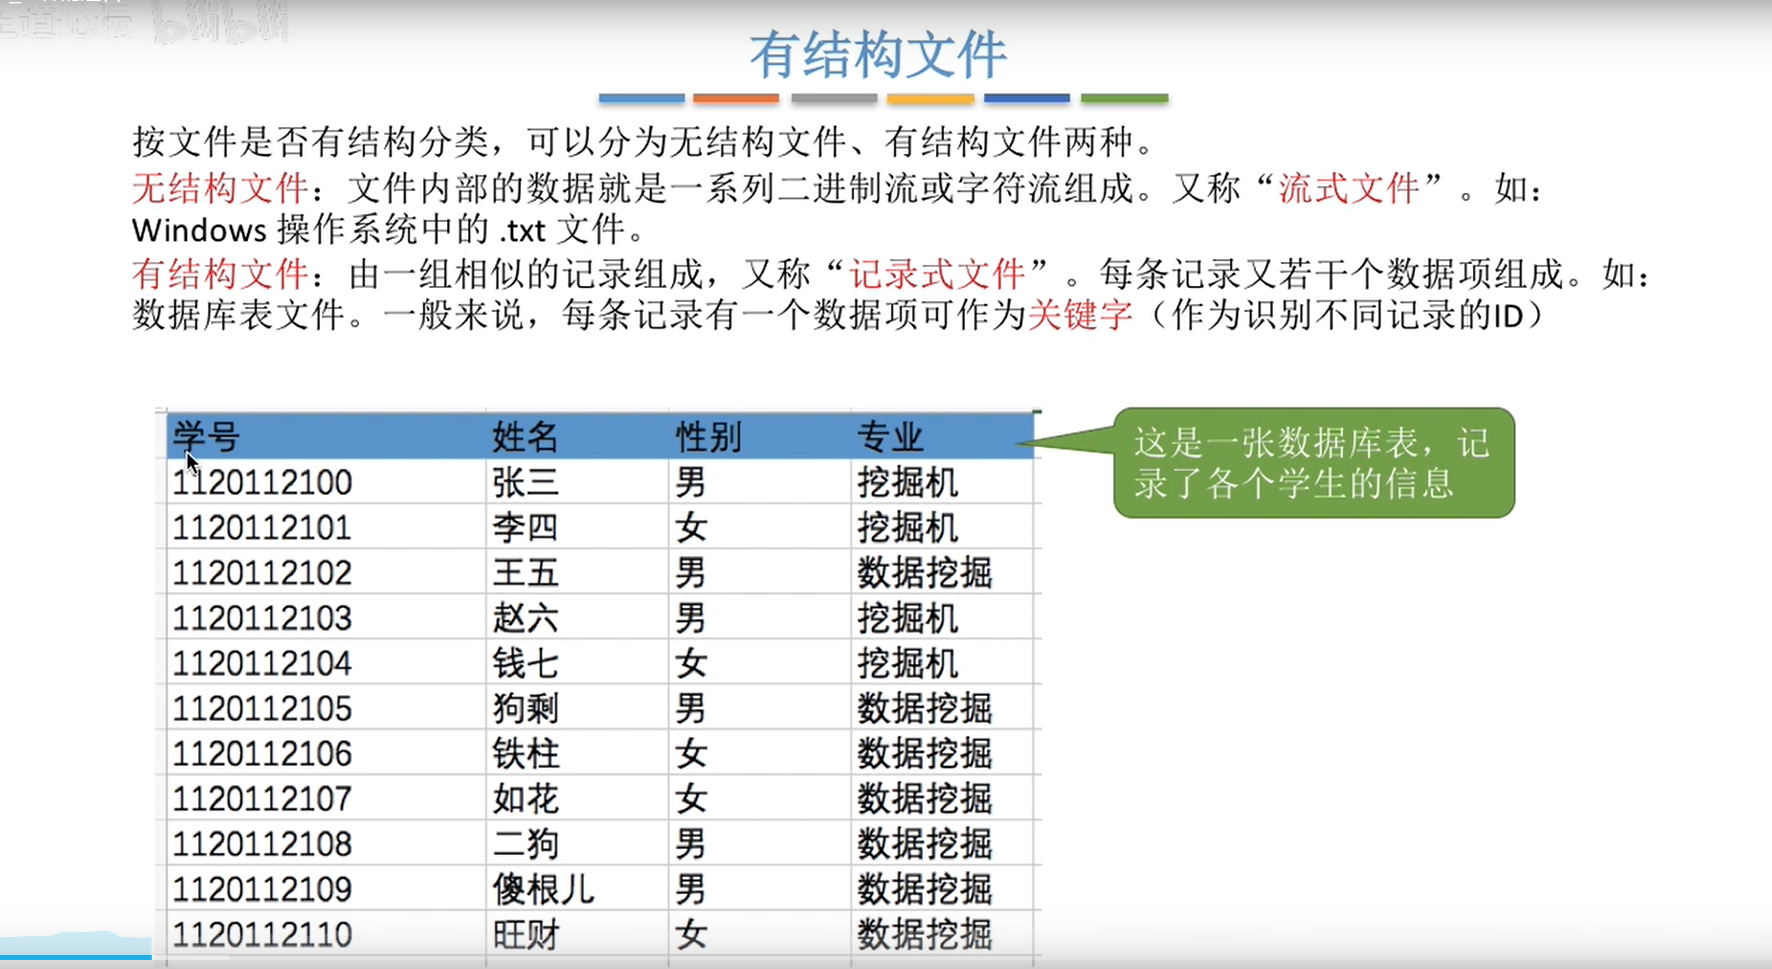 王道论坛 bilibili
有结构文件
按文件是否有结构分类，可以分为无结构文件、有结构文件两种。
无结构文件：文件内部的数据就是一系列二进制流或字符流组成。又称“流式文件”。如：
Windows 操作系统中的 .txt 文件。
有结构文件：由一组相似的记录组成，又称“记录式文件”。每条记录又若干个数据项组成。如：
数据库表文件。一般来说，每条记录有一个数据项可作为关键字（作为识别不同记录的ID）
学号 姓名 性别 专业
这是一张数据库表，记
录了各个学生的信息
1120112100 张三 男 挖掘机
1120112101 李四 女 挖掘机
1120112102 王五 男 数据挖掘
1120112103 赵六 男 挖掘机
1120112104 钱七 女 挖掘机
1120112105 狗剩 男 数据挖掘
1120112106 铁柱 女 数据挖掘
1120112107 如花 女 数据挖掘
1120112108 二狗 男 数据挖掘
1120112109 傻根儿 男 数据挖掘
1120112110 旺财 女 数据挖掘